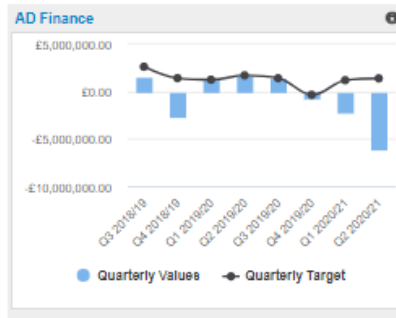 AD Finance
£5,000,000.00
£0.00
-£5,000,000.00
-£10,000,000.00
Q3 2018/19
Q4 2018/19
Q1 2019/20
Q2 2019/20
Q3 2019/20
Q4 2019/20
Q1 2020/21
Q2 2020/21
Quarterly Values
Quarterly Target